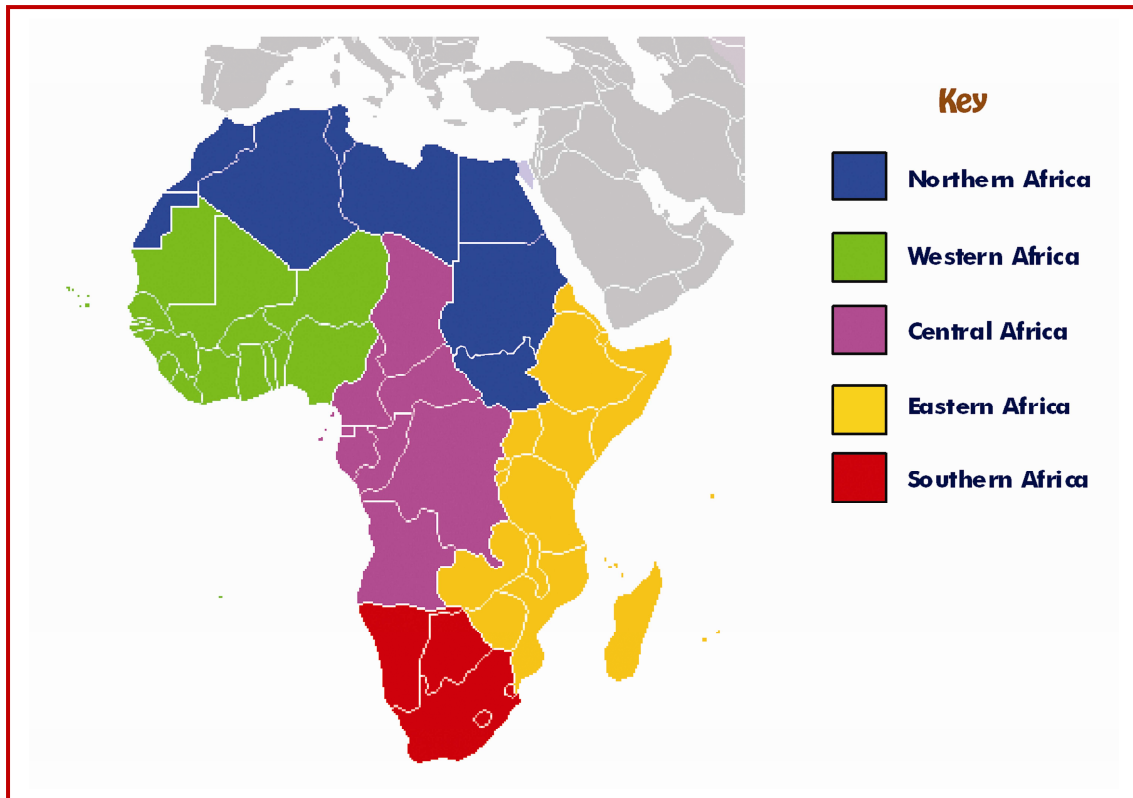 Key
Northern Africa
Western Africa
Central Africa
Eastern Africa
Southern Africa